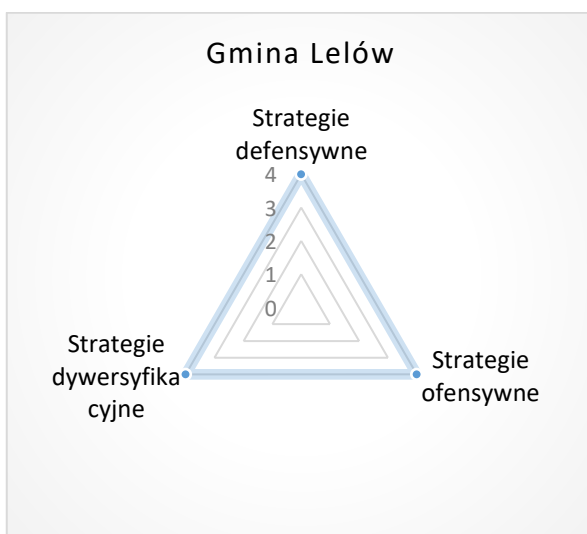 Gmina Lelów
Strategie
defensywne
4
3
2
1
0
Strategie
ofensywne
Strategie
dywersyfika
cyjne